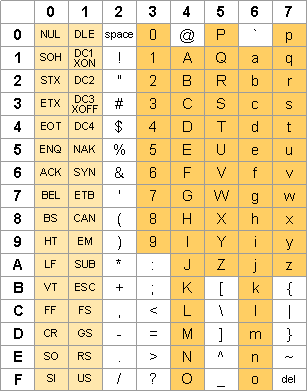 0 1 2 3 4 5 6 7
0 NUL DLE space 0 @ P ` p
1 SOH DC1 XON ! 1 A Q a q
2 STX DC2 " 2 B R b r
3 ETX DC3 XOFF # 3 C S c s
4 EOT DC4 $ 4 D T d t
5 ENQ NAK % 5 E U e u
6 ACK SYN & 6 F V f v
7 BEL ETB ' 7 G W g w
8 BS CAN ( 8 H X h x
9 HT EM ) 9 I Y i y
A LF SUB * : J Z j z
B VT ESC + ; K [ k {
C FF FS , < L \ l |
D CR GS - = M ] m }
E SO RS . > N ^ n ~
F SI US / ? O _ o del